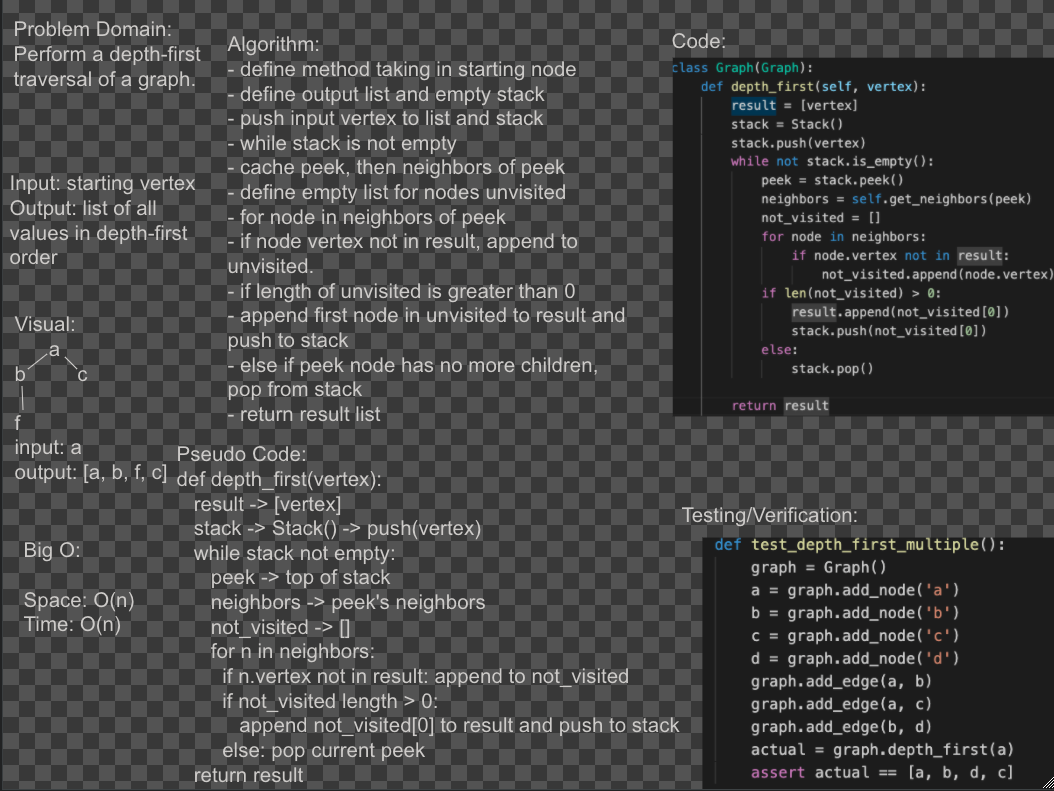 Problem Domain:
Perform a depth-first
traversal of a graph.
Input: starting vertex
Output: list of all
values in depth-first
order
Visual:
a
b
c
f
input: a
output: [a, b, f, c]
Big O:
Space: O(n)
Time: O(n)
Algorithm:
- define method taking in starting node
- define output list and empty stack
- push input vertex to list and stack
- while stack is not empty
- cache peek, then neighbors of peek
- define empty list for nodes unvisited
- for node in neighbors of peek
- if node vertex not in result, append to
unvisited.
- if length of unvisited is greater than 0
- append first node in unvisited to result and
push to stack
- else if peek node has no more children,
pop from stack
- return result list
Pseudo Code:
def depth_first(vertex):
result -> [vertex]
stack -> Stack() -> push(vertex)
while stack not empty:
peek -> top of stack
neighbors -> peek's neighbors
not_visited -> []
for n in neighbors:
if n.vertex not in result: append to not_visited
if not_visited length > 0:
append not_visited[0] to result and push to stack
else: pop current peek
return result
Code:
class Graph(Graph):
def depth_first(self, vertex):
result = [vertex]
stack = Stack()
stack.push(vertex)
while not stack.is_empty():
peek = stack.peek()
neighbors = self.get_neighbors(peek)
not_visited = []
for node in neighbors:
if node.vertex not in result:
not_visited.append(node.vertex)
if len(not_visited) > 0:
result.append(not_visited[0])
stack.push(not_visited[0])
else:
stack.pop()
return result
Testing/Verification:
def test_depth_first_multiple():
graph = Graph()
a = graph.add_node('a')
b = graph.add_node('b')
c = graph.add_node('c')
d = graph.add_node('d')
graph.add_edge(a, b)
graph.add_edge(a, c)
graph.add_edge(b, d)
actual = graph.depth_first(a)
assert actual == [a, b, d, c]